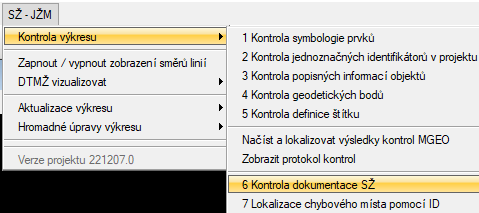 SŽ - JŽM
Kontrola výkresu
Zapnout / vypnout zobrazení směrů linií
DTMŽ vizualizovat
Aktualizace výkresu
Hromadné úpravy výkresu
Verze projektu 221207.0
1 Kontrola symbologie prvků
2 Kontrola jednoznačných identifikátorů v projektu
3 Kontrola popisných informací objektů
4 Kontrola geodetických bodů
5 Kontrola definice štítku
Načíst a lokalizovat výsledky kontrol MGEO
Zobrazit protokol kontrol
6 Kontrola dokumentace SŽ
7 Lokalizace chybového místa pomocí ID